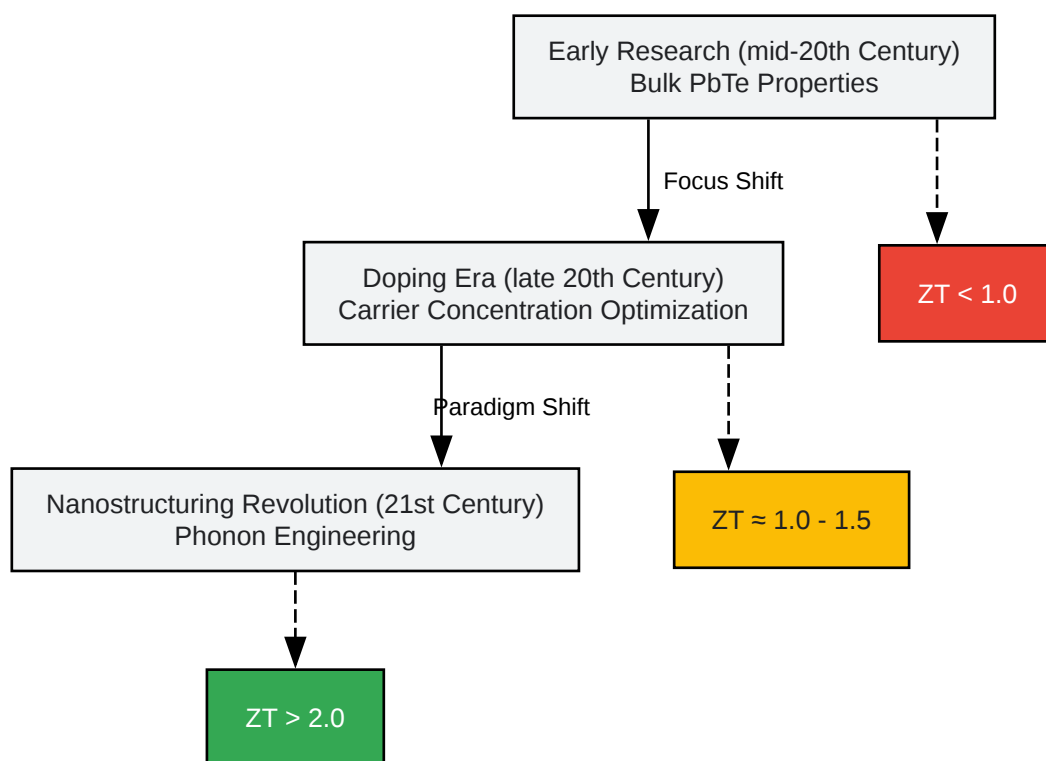 Early Research (mid-20th Century)
Bulk PbTe Properties
Focus Shift
Doping Era (late 20th Century)
Carrier Concentration Optimization
ZT < 1.0
Paradigm Shift
Nanostructuring Revolution (21st Century)
Phonon Engineering
ZT ≈ 1.0 - 1.5
ZT > 2.0